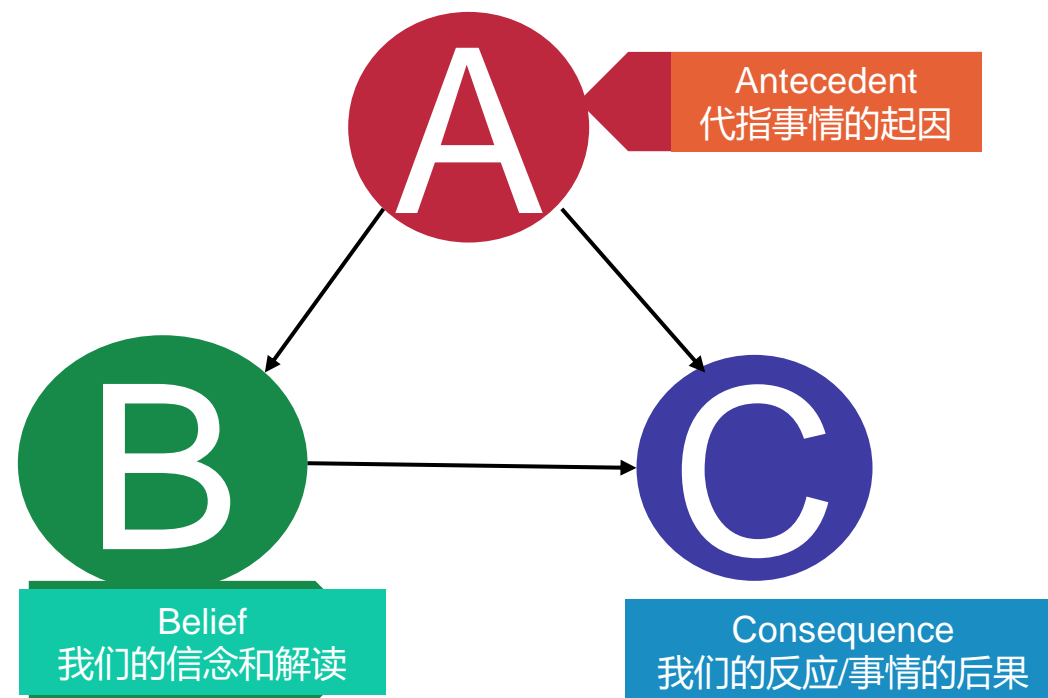 A
Antecedent
代指事情的起因
B
C
Belief
我们的信念和解读
Consequence
我们的反应/事情的后果